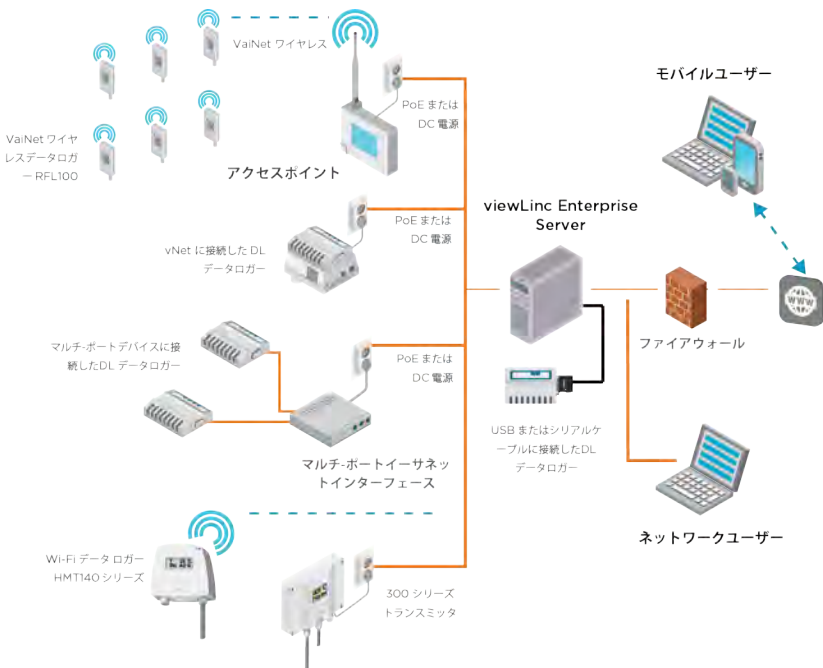 VaiNet ワイヤレス
VaiNet ワイヤ
レスデータロガ
ー RFL100
アクセスポイント
PoE または
DC 電源
モバイルユーザー
vNet に接続した DL
データロガー
PoE または
DC 電源
viewLinc Enterprise
Server
WWW
ファイアウォール
マルチ-ポートデバイスに接
続したDL データロガー
PoE または
DC 電源
マルチ-ポートイーサネッ
トインターフェース
USB またはシリアルケ
ーブルに接続したDL
データロガー
ネットワークユーザー
Wi-Fi データ ロガー
HMT140 シリーズ
300 シリーズ
トランスミッタ